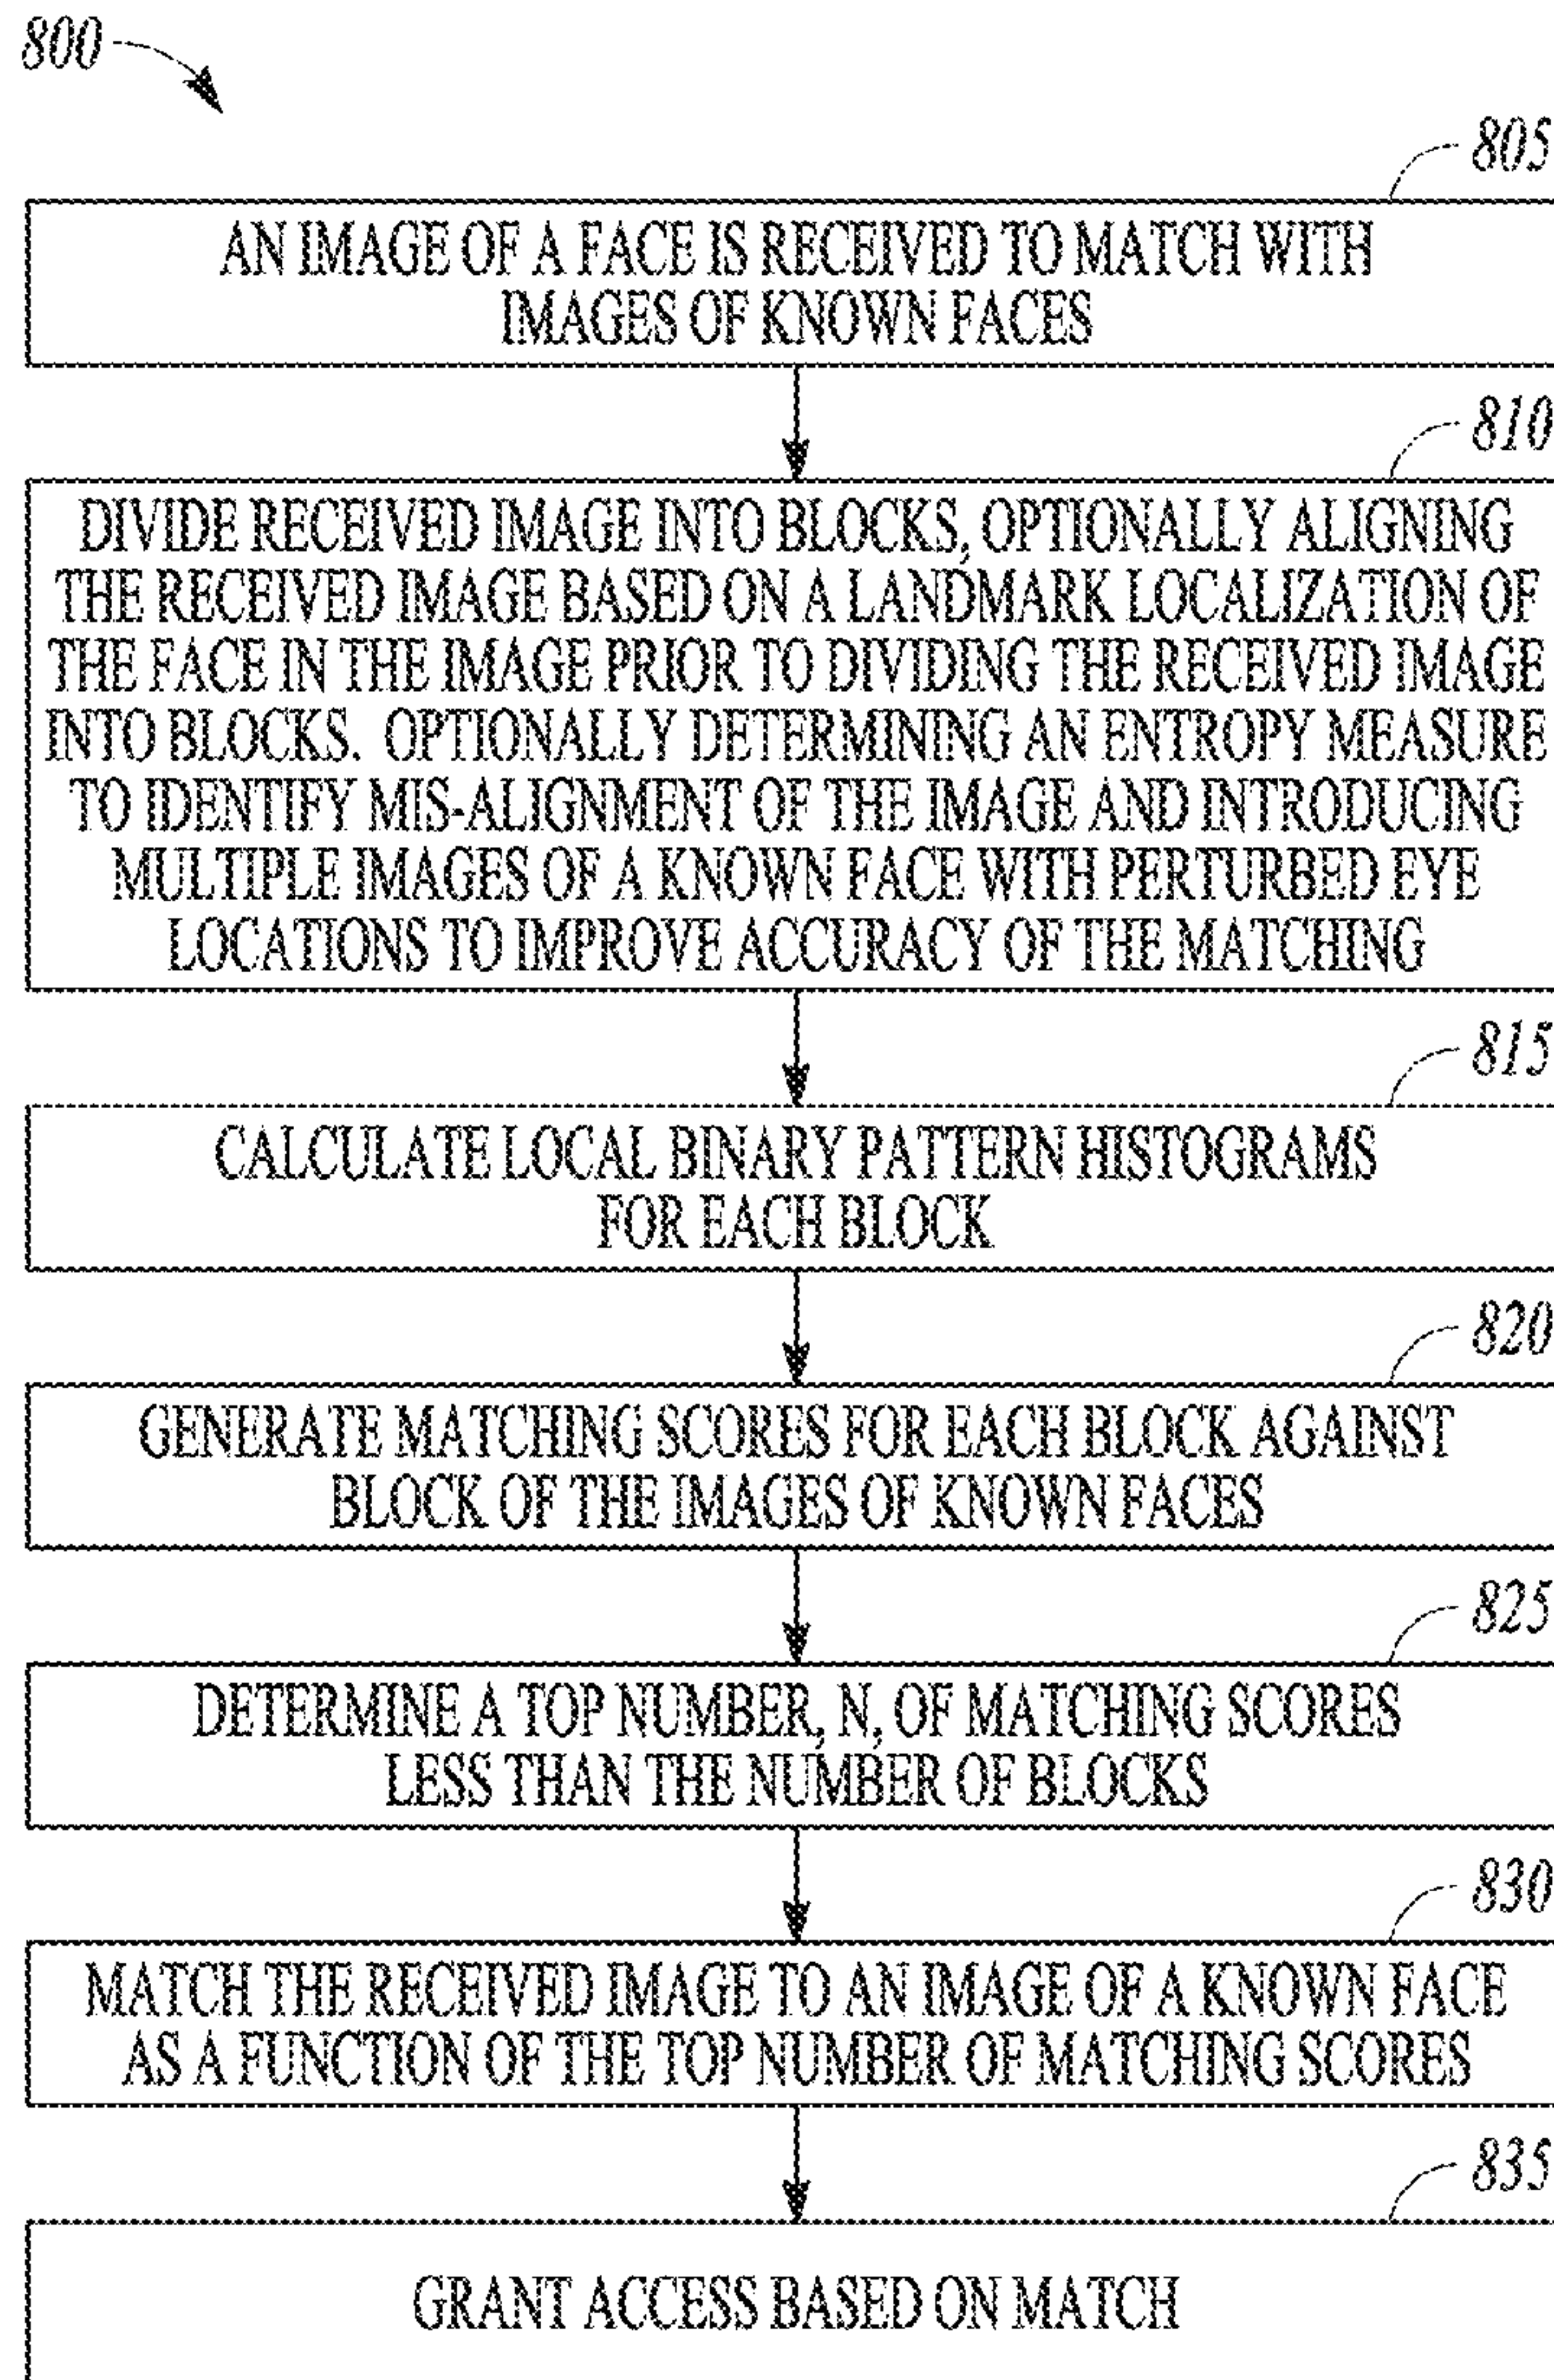 800
805
AN IMAGE OF A FACE IS RECEIVED TO MATCH WITH
IMAGES OF KNOWN FACES
810
DIVIDE RECEIVED IMAGE INTO BLOCKS, OPTIONALLY ALIGNING
THE RECEIVED IMAGE BASED ON A LANDMARK LOCALIZATION OF
THE FACE IN THE IMAGE PRIOR TO DIVIDING THE RECEIVED IMAGE
INTO BLOCKS. OPTIONALLY DETERMINING AN ENTROPY MEASURE
TO IDENTIFY MIS-ALIGNMENT OF THE IMAGE AND INTRODUCING
MULTIPLE IMAGES OF A KNOWN FACE WITH PERTURBED EYE
LOCATIONS TO IMPROVE ACCURACY OF THE MATCHING
815
CALCULATE LOCAL BINARY PATTERN HISTOGRAMS
FOR EACH BLOCK
820
GENERATE MATCHING SCORES FOR EACH BLOCK AGAINST
BLOCK OF THE IMAGES OF KNOWN FACES
825
DETERMINE A TOP NUMBER, N, OF MATCHING SCORES
LESS THAN THE NUMBER OF BLOCKS
830
MATCH THE RECEIVED IMAGE TO AN IMAGE OF A KNOWN FACE
AS A FUNCTION OF THE TOP NUMBER OF MATCHING SCORES
835
GRANT ACCESS BASED ON MATCH